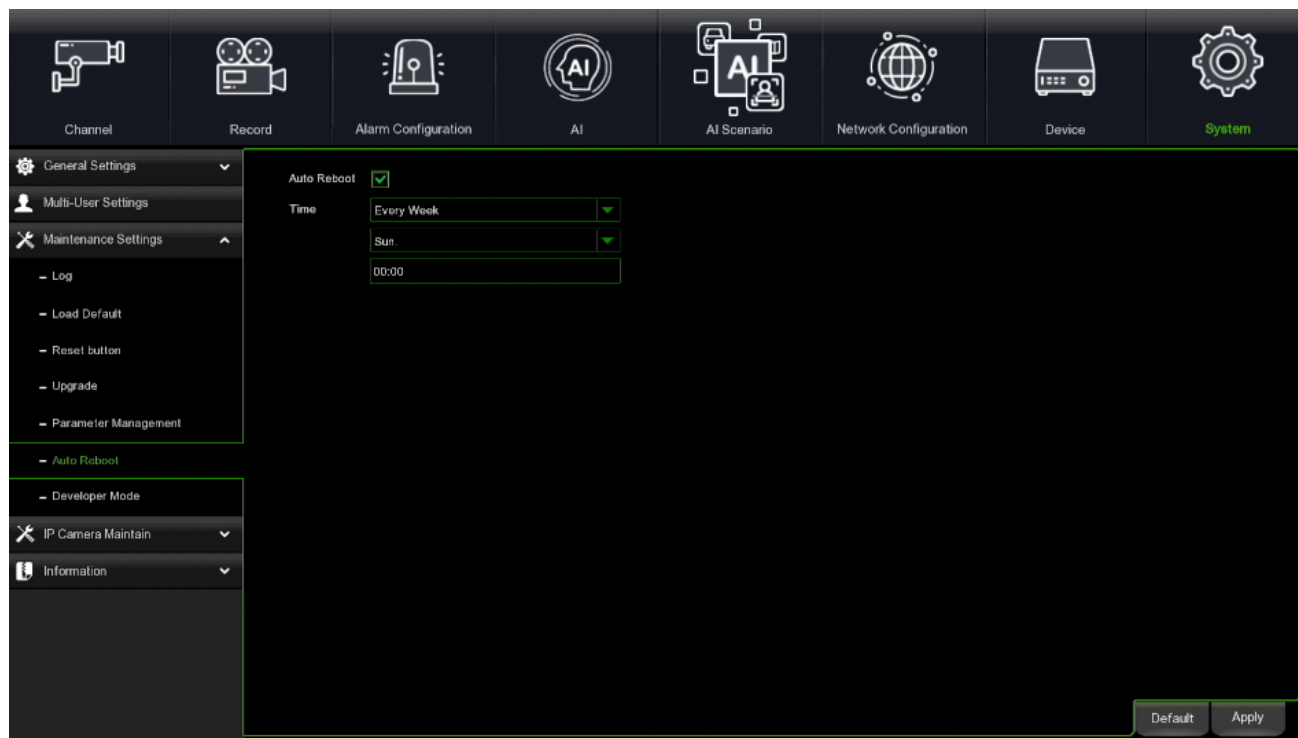 AI
AI
Channel
Record
Alarm Configuration
AI
AI Scenario
Network Configuration
Device
System
General Settings
Auto Reboot
Multi-User Settings
Time
Every Week
Maintenance Settings
Sun.
Log
00:00
Load Default
Reset button
Upgrade
Parameter Management
Auto Reboot
Developer Mode
IP Camera Maintain
Information
Default
Apply